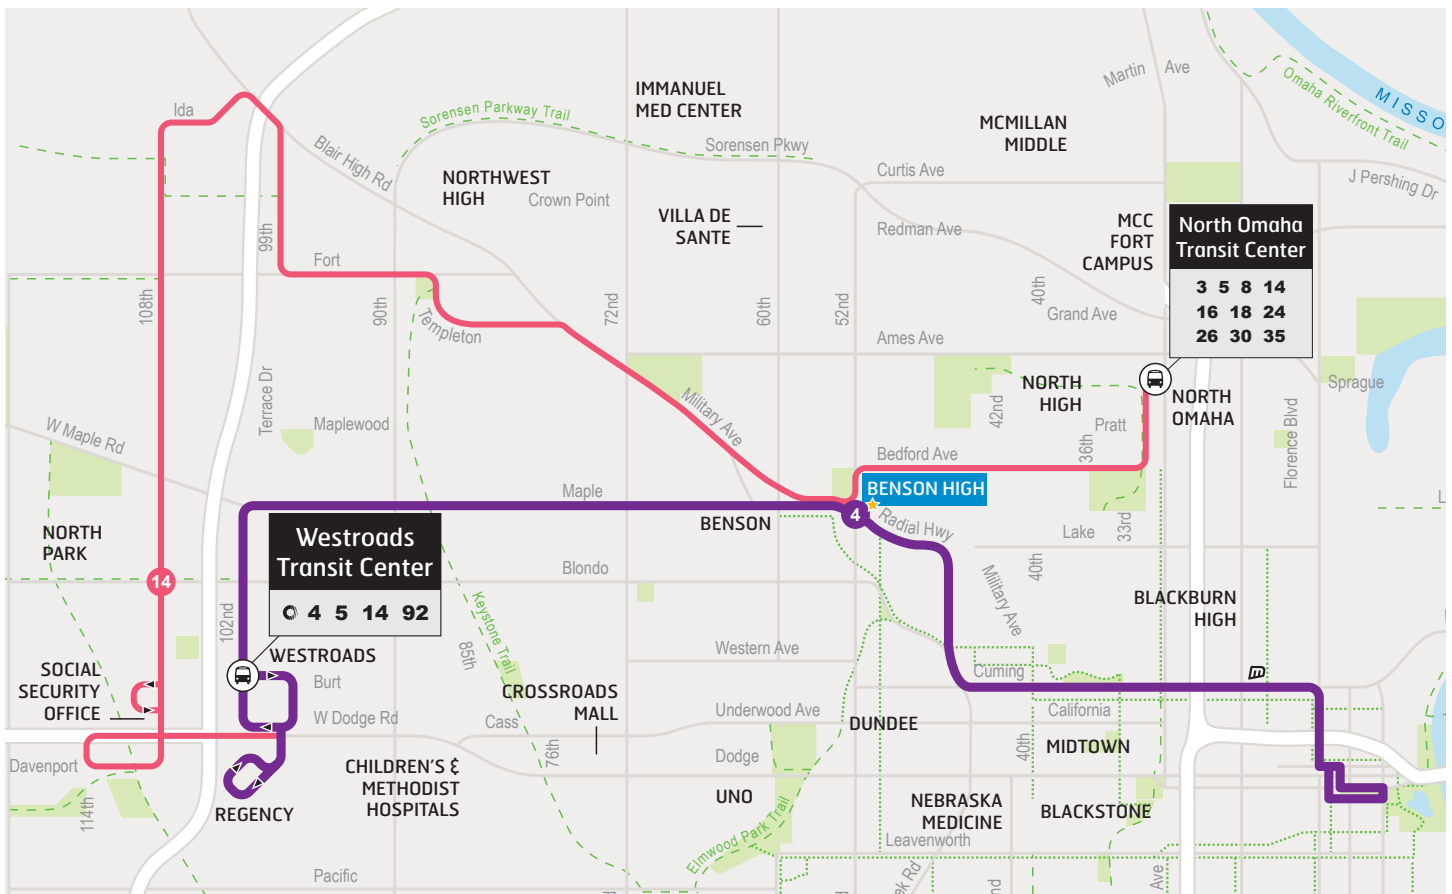 Ida
Blair High Rd
Sorensen Parkway Trail
IMMANUEL
MED CENTER
Sorensen Pkwy
MCMILLAN
MIDDLE
Martin Ave
Omaha Riverfront Trail
MISSO
J Pershing Dr
Curtis Ave
NORTHWEST
HIGH
Crown Point
VILLA DE
SANTE
Redman Ave
MCC
FORT
CAMPUS
North Omaha
Transit Center
3 5 8 14
16 18 24
26 30 35
99th
Fort
108th
90th
Templeton
72nd
60th
52nd
40th
Grand Ave
Ames Ave
Terrace Dr
Maplewood
W Maple Rd
Military Ave
NORTH
HIGH
42nd
Pratt
36th
NORTH
OMAHA
Sprague
Florence Blvd
Bedford Ave
BENSON HIGH
Maple
BENSON
4
Radial Hwy
Lake
33rd
L
NORTH
PARK
Westroads
Transit Center
4 5 14 92
14
Blondo
40th
Military Ave
BLACKBURN
HIGH
102nd
Keystone Trail
85th
WESTROADS
Burt
Western Ave
Cuming
SOCIAL
SECURITY
OFFICE
W Dodge Rd
CROSSROADS
MALL
Cass
Underwood Ave
DUNDEE
California
76th
Dodge
40th
MIDTOWN
Davenport
114th
REGENCY
CHILDREN'S &
METHODIST
HOSPITALS
UNO
Elmwood Park Trail
NEBRASKA
MEDICINE
BLACKSTONE
Leavenworth
Pacific
ek Rd
nd
Ave